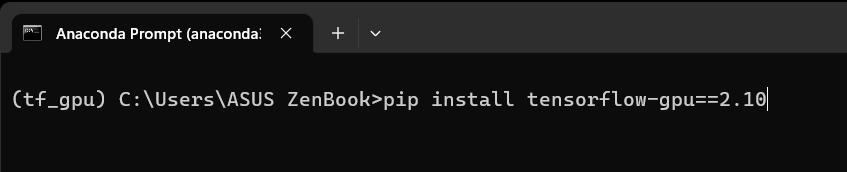 Anaconda Prompt (anaconda3
(tf_gpu) C:\Users\ASUS ZenBook>pip install tensorflow-gpu==2.10